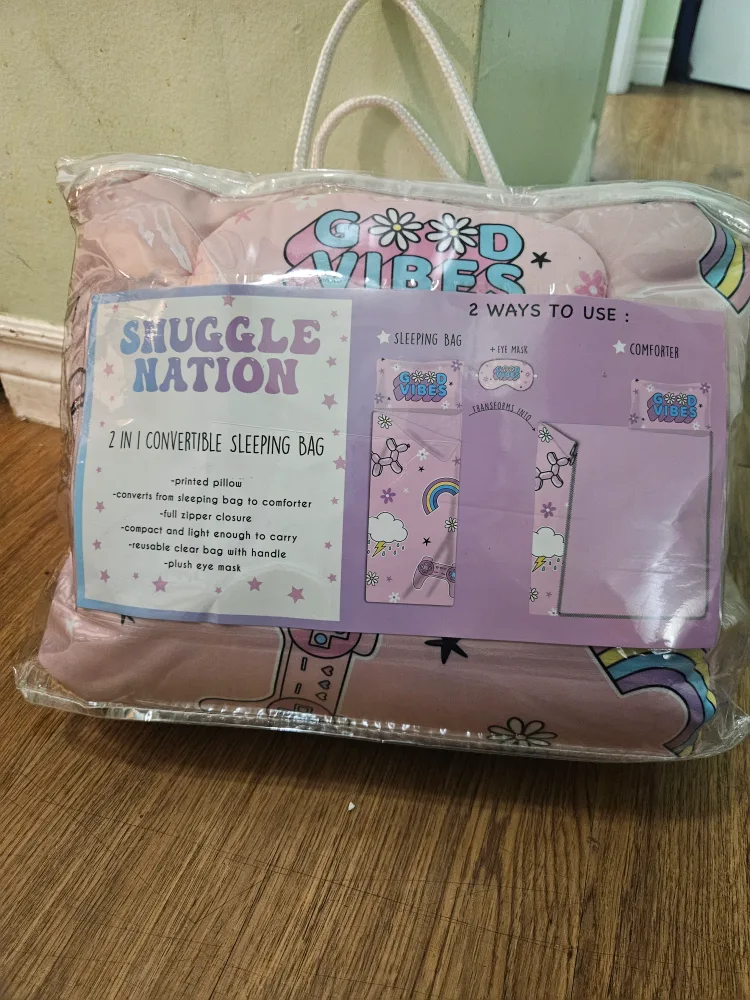 GOOD
VIBES
SNUGGLE
NATION
2 IN 1 CONVERTIBLE SLEEPING BAG
-printed pillow
-converts from sleeping bag to comforter
-full zipper closure
-compact and light enough to carry
-reusable clear bag with handle
-plush eye mask
2 WAYS TO USE :
SLEEPING BAG
+ EYE MASK
COMFORTER
GOOD
VIBES
GOOD
VIBES
GOOD
VIBES
TRANSFORMS INTO